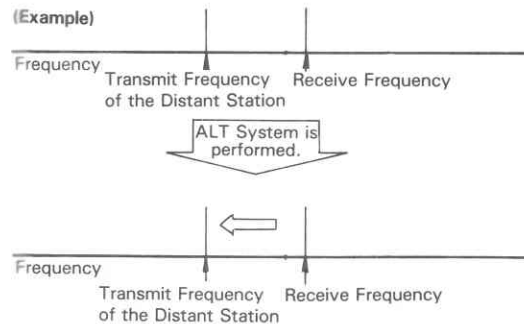 (Example)
Frequency
Transmit Frequency
of the Distant Station
Receive Frequency
ALT System is
performed.
Frequency
Transmit Frequency
of the Distant Station
Receive Frequency